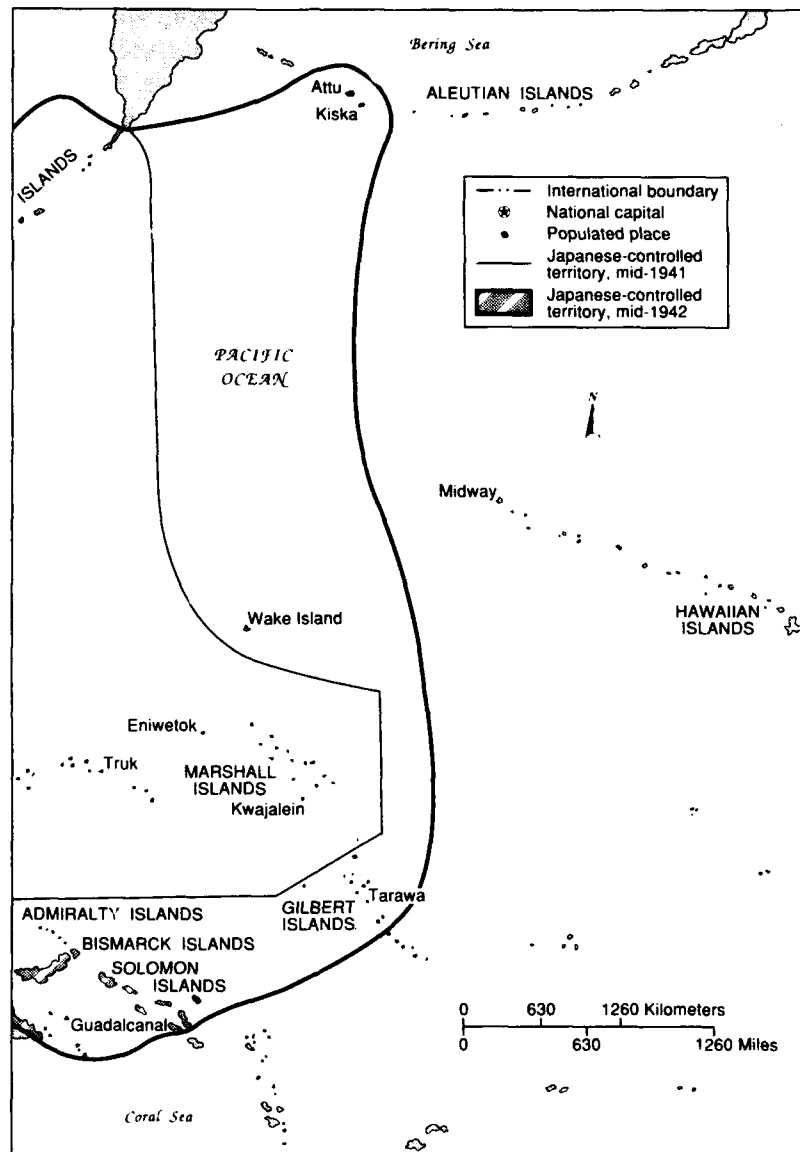 Bering Sea
Attu
Kiska
ALEUTIAN ISLANDS
ISLANDS
International boundary
National capital
Populated place
Japanese-controlled
territory, mid-1941
Japanese-controlled
territory, mid-1942
PACIFIC
OCEAN
N
Midway
HAWAIIAN
ISLANDS
Wake Island
Eniwetok
Truk
MARSHALL
ISLANDS
Kwajalein
Tarawa
GILBERT
ISLANDS
ADMIRALTY ISLANDS
BISMARCK ISLANDS
SOLOMON
ISLANDS
Guadalcanal
0 630 1260 Kilometers
0 630 1260 Miles
Coral Sea